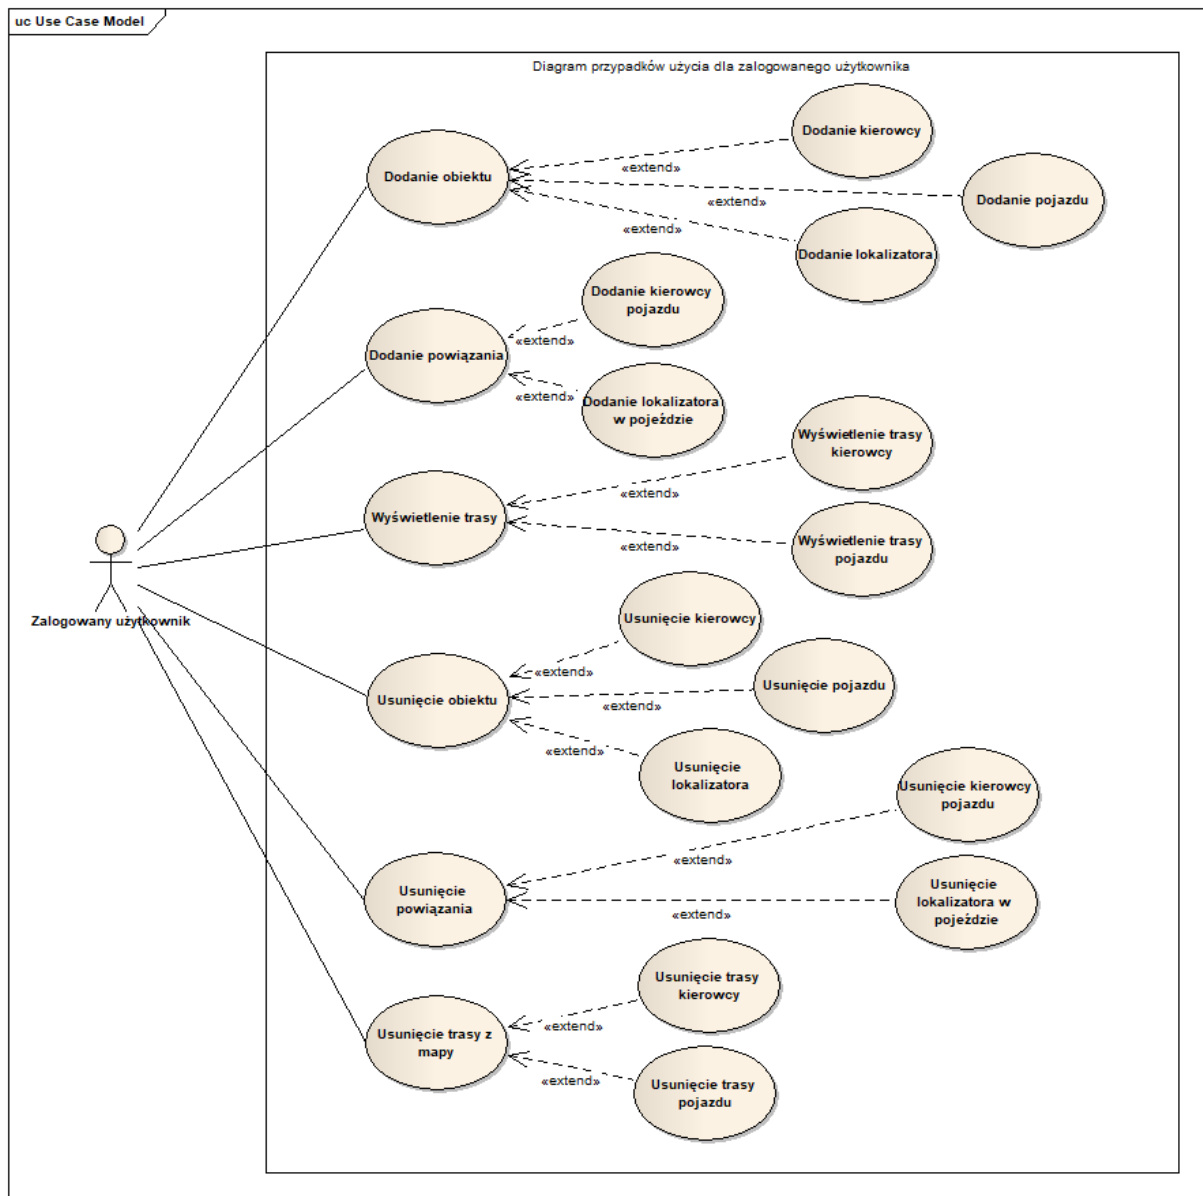 uc Use Case Model
Diagram przypadków użycia dla zalogowanego użytkownika
Dodanie kierowcy
Dodanie obiektu
«extend»
Dodanie pojazdu
«extend»
«extend»
Dodanie lokalizatora
Dodanie kierowcy
pojazdu
«extend»
Dodanie powiązania
«extend»
Dodanie lokalizatora
w pojeździe
Wyświetlenie trasy
kierowcy
«extend»
Wyświetlenie trasy
«extend»
Wyświetlenie trasy
pojazdu
Zalogowany użytkownik
Usunięcie kierowcy
«extend»
Usunięcie pojazdu
Usunięcie obiektu
«extend»
«extend»
Usunięcie
lokalizatora
Usunięcie kierowcy
pojazdu
«extend»
Usunięcie
powiązania
Usunięcie
lokalizatora w
pojeździe
«extend»
Usunięcie trasy
kierowcy
«extend»
Usunięcie trasy z
mapy
«extend»
Usunięcie trasy
pojazdu